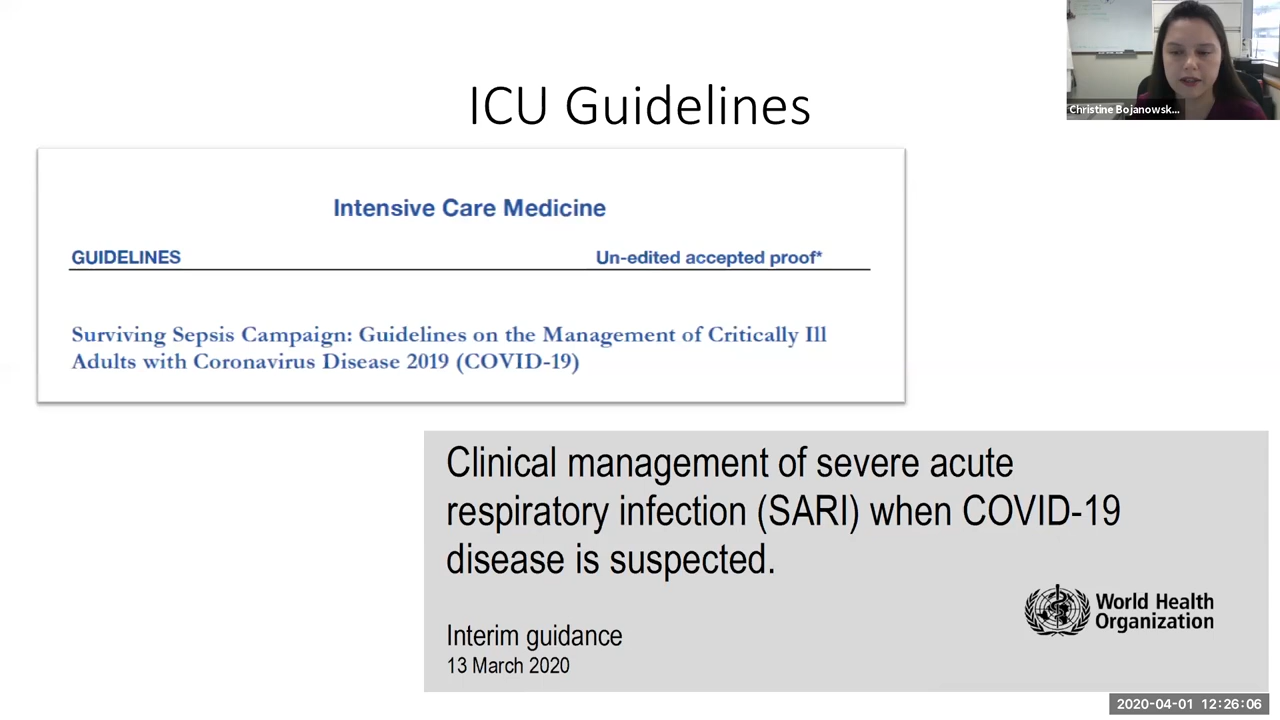 Christine Bojanowsk...
ICU Guidelines
Intensive Care Medicine
GUIDELINES
Un-edited accepted proof*
Surviving Sepsis Campaign: Guidelines on the Management of Critically Ill
Adults with Coronavirus Disease 2019 (COVID-19)
Clinical management of severe acute
respiratory infection (SARI) when COVID-19
disease is suspected.
World Health
Organization
Interim guidance
13 March 2020
2020-04-01 12:26:06